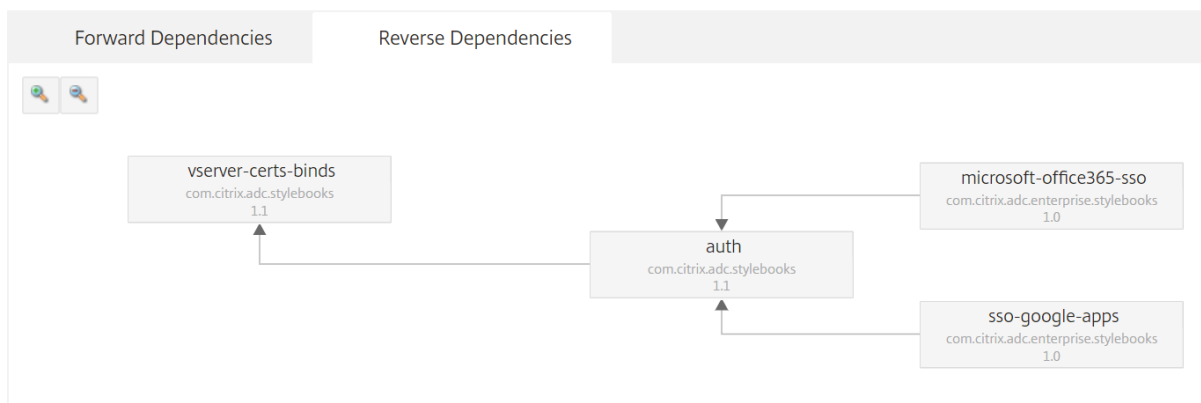 Forward Dependencies
Reverse Dependencies
vserver-certs-binds
com.citrix.adc.stylebooks
1.1
auth
com.citrix.adc.stylebooks
1.1
microsoft-office365-sso
com.citrix.adc.enterprise.stylebooks
1.0
sso-google-apps
com.citrix.adc.enterprise.stylebooks
1.0